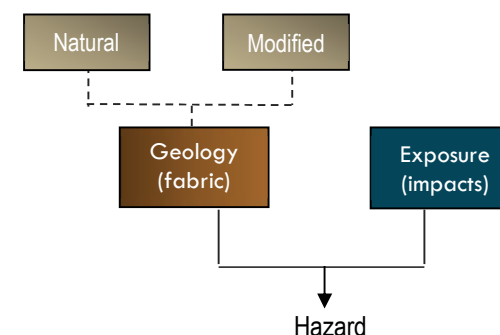 Natural
Modified
Geology
(fabric)
Exposure
(impacts)
Hazard